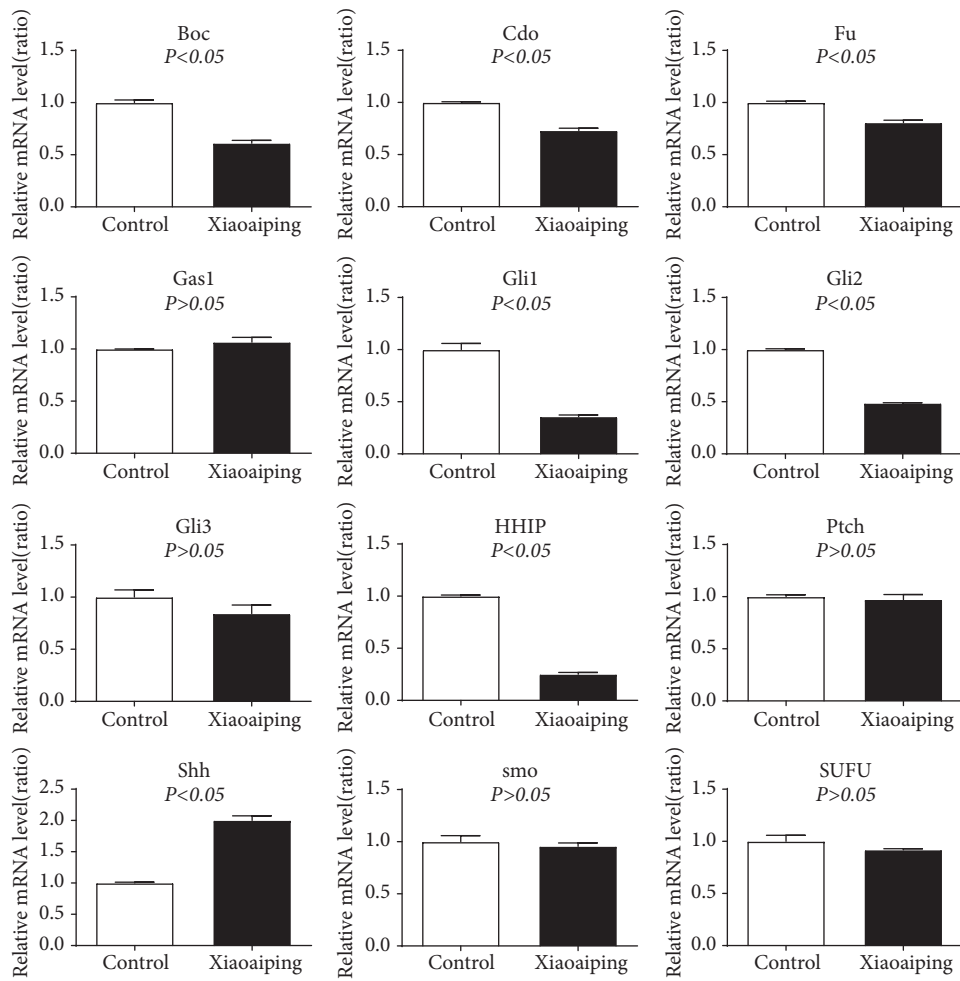 Boc
P<0.05
Relative mRNA level(ratio)
1.5
1.0
0.5
0.0
Control Xiaoaiping
Cdo
P<0.05
Relative mRNA level(ratio)
1.5
1.0
0.5
0.0
Control Xiaoaiping
Fu
P<0.05
Relative mRNA level(ratio)
1.5
1.0
0.5
0.0
Control Xiaoaiping
Gas1
P>0.05
Relative mRNA level(ratio)
1.5
1.0
0.5
0.0
Control Xiaoaiping
Gli1
P<0.05
Relative mRNA level(ratio)
1.5
1.0
0.5
0.0
Control Xiaoaiping
Gli2
P<0.05
Relative mRNA level(ratio)
1.5
1.0
0.5
0.0
Control Xiaoaiping
Gli3
P>0.05
Relative mRNA level(ratio)
1.5
1.0
0.5
0.0
Control Xiaoaiping
HHIP
P<0.05
Relative mRNA level(ratio)
1.5
1.0
0.5
0.0
Control Xiaoaiping
Ptch
P>0.05
Relative mRNA level(ratio)
1.5
1.0
0.5
0.0
Control Xiaoaiping
Shh
P<0.05
Relative mRNA level(ratio)
2.5
2.0
1.5
1.0
0.5
0.0
Control Xiaoaiping
smo
P>0.05
Relative mRNA level(ratio)
1.5
1.0
0.5
0.0
Control Xiaoaiping
SUFU
P>0.05
Relative mRNA level(ratio)
1.5
1.0
0.5
0.0
Control Xiaoaiping